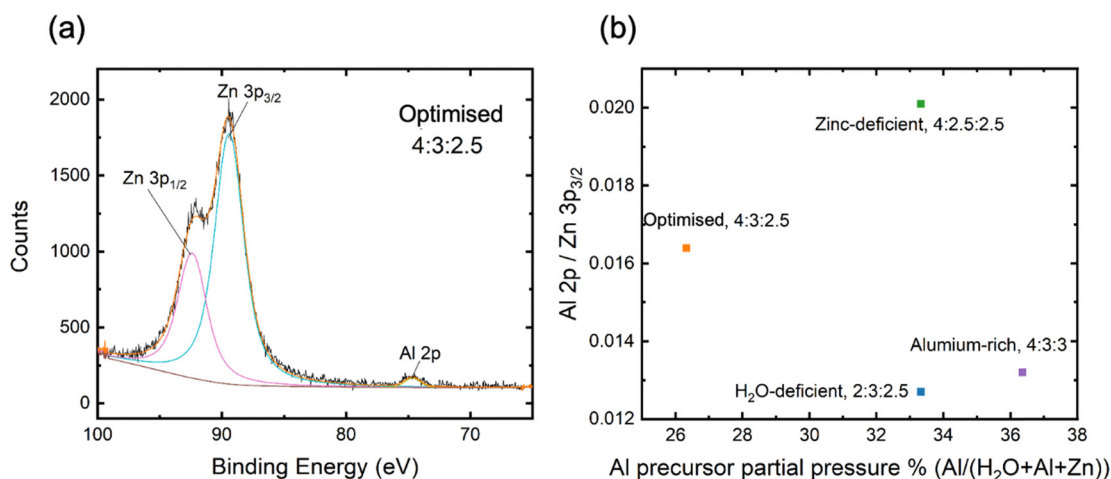 (a)
Zn 3p3/2
Optimised
4:3:2.5
Zn 3p1/2
Al 2p
2000
1500
1000
500
0
Counts
100
90
80
70
Binding Energy (eV)
(b)
0.020
0.018
0.016
0.014
0.012
Al 2p / Zn 3p3/2
Zinc-deficient, 4:2.5:2.5
Optimised, 4:3:2.5
Alumium-rich, 4:3:3
H2O-deficient, 2:3:2.5
26
28
30
32
34
36
38
Al precursor partial pressure % (Al/(H2O+Al+Zn))